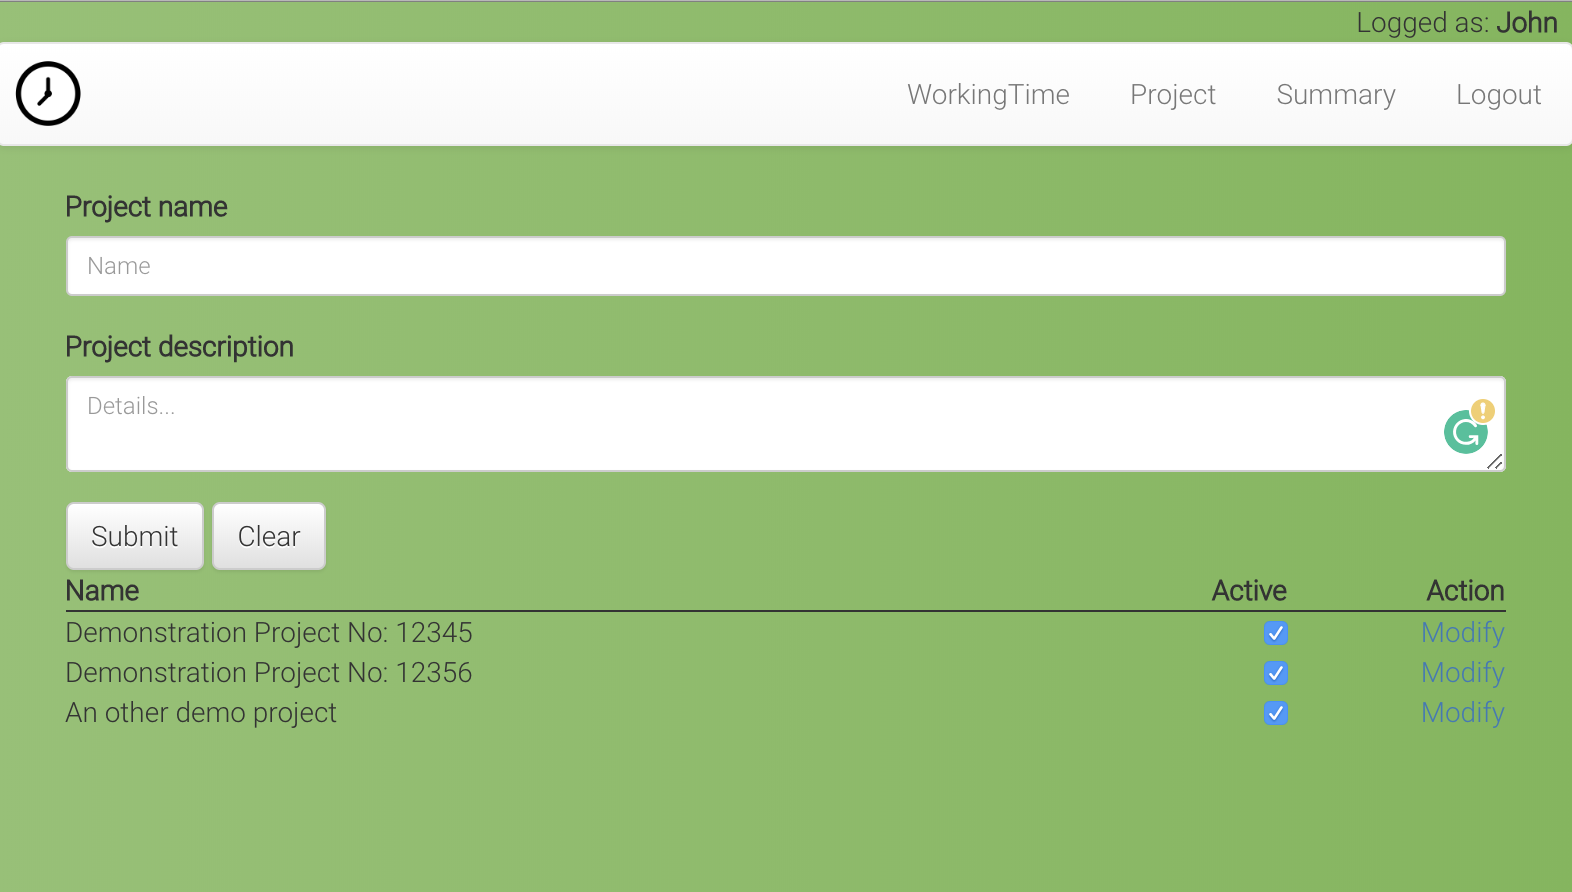 Logged as: John
WorkingTime Project Summary Logout
Project name
Name
Project description
Details...
Submit Clear
Name Active Action
Demonstration Project No: 12345 Modify
Demonstration Project No: 12356 Modify
An other demo project Modify